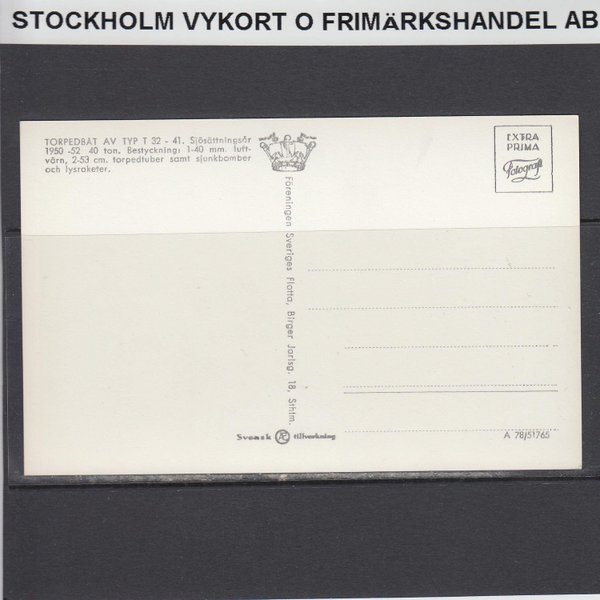 STOCKHOLM VYKORT O FRIMÄRKSHANDEL AB
TORPEDBÅT AV TYP T 32 - 41. Sjösättningsår
1950 -52 40 ton. Bestyckning: 1-40 mm. luft-
värn, 2-53 cm. torpedtuber samt sjunkbomber
och lysraketer.
EXTRA
PRIMA
Fotografi
Föreningen Sveriges Flotta, Birger Jarlsg. 18, Sthlm.
Svensk ÆC tillverkning
A 78/51765